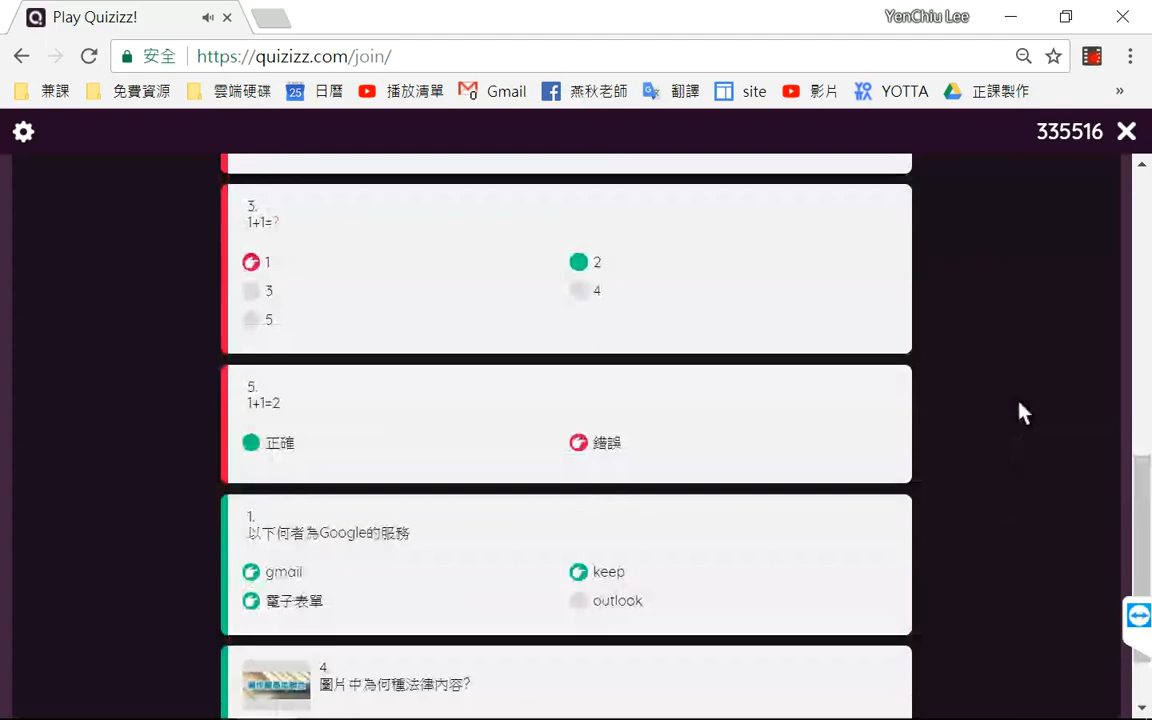 Play Quizizz!
YenChiu Lee
安全 https://quizizz.com/join/
兼課 免費資源 雲端硬碟 25 日曆 播放清單 Gmail 燕秋老師 翻譯 site 影片 YOTTA 正課製作 »
335516
3.
1+1=?
1
2
3
4
5
5.
1+1=2
正確
錯誤
1.
以下何者為Google的服務
gmail
keep
電子表單
outlook
4.
圖片中為何種法律內容?